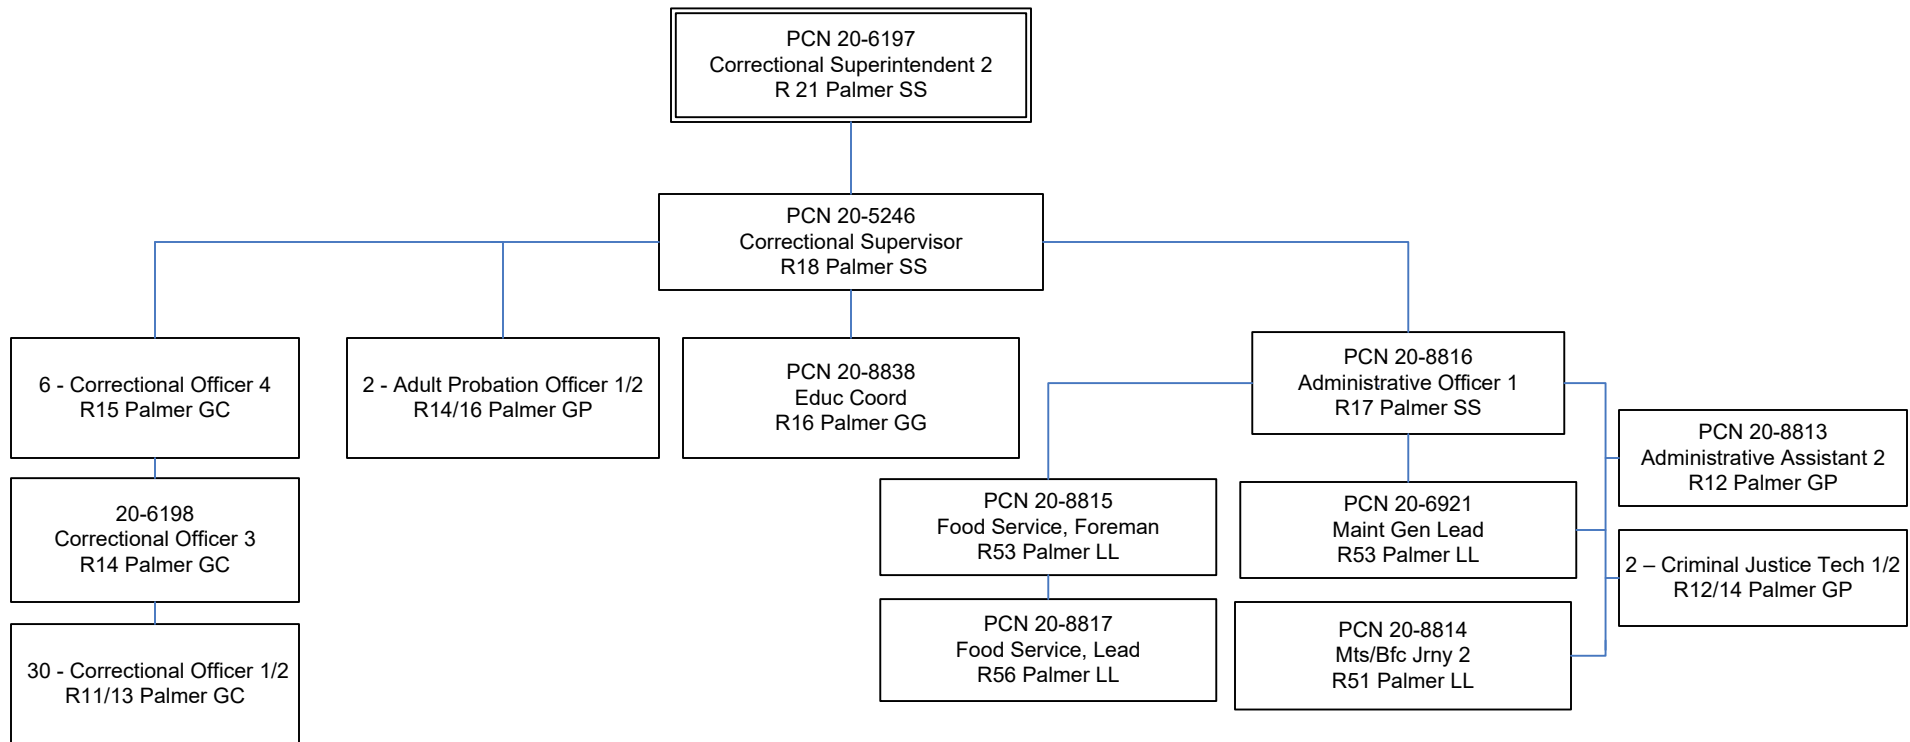 PCN 20-6197
Correctional Superintendent 2
R 21 Palmer SS
PCN 20-5246
Correctional Supervisor
R18 Palmer SS
6 - Correctional Officer 4
R15 Palmer GC
2 - Adult Probation Officer 1/2
R14/16 Palmer GP
PCN 20-8838
Educ Coord
R16 Palmer GG
PCN 20-8816
Administrative Officer 1
R17 Palmer SS
PCN 20-8813
Administrative Assistant 2
R12 Palmer GP
20-6198
Correctional Officer 3
R14 Palmer GC
PCN 20-8815
Food Service, Foreman
R53 Palmer LL
PCN 20-6921
Maint Gen Lead
R53 Palmer LL
2 – Criminal Justice Tech 1/2
R12/14 Palmer GP
30 - Correctional Officer 1/2
R11/13 Palmer GC
PCN 20-8817
Food Service, Lead
R56 Palmer LL
PCN 20-8814
Mts/Bfc Jrny 2
R51 Palmer LL